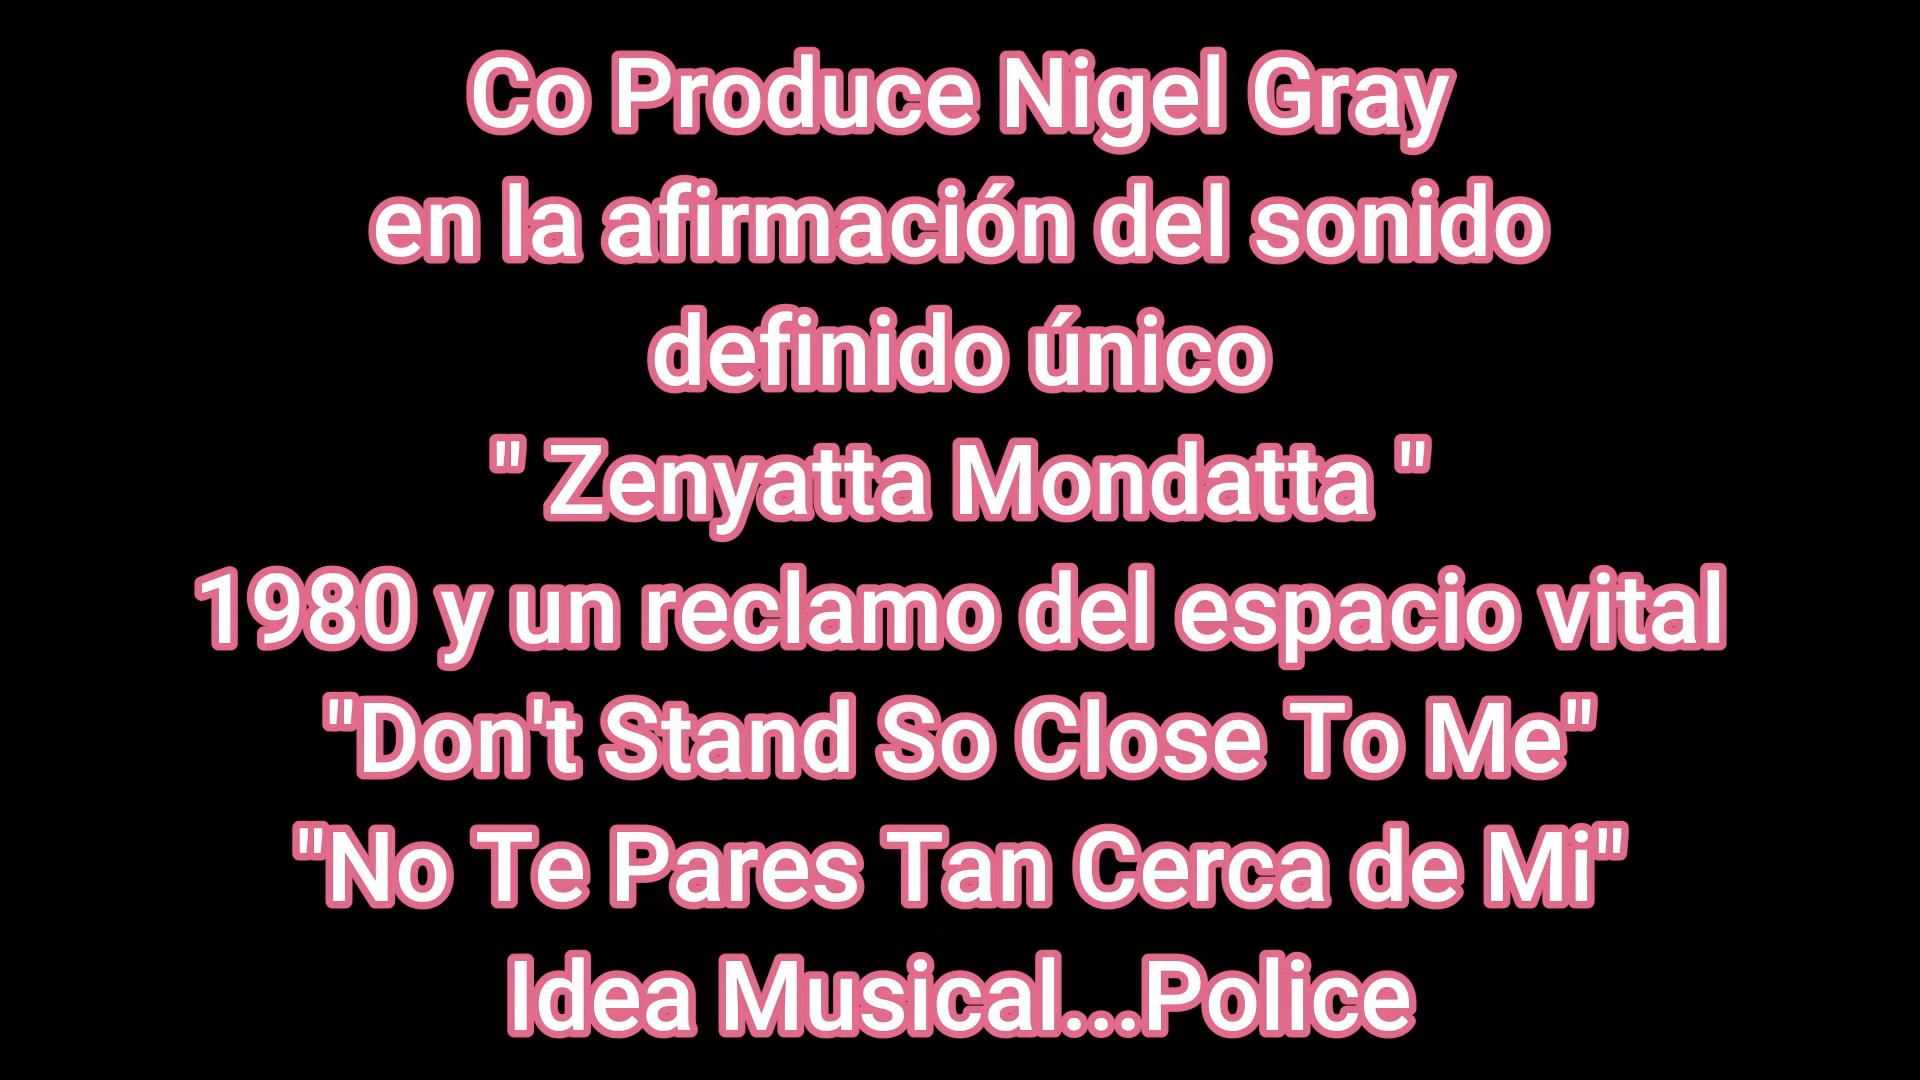 Co Produce Nigel Gray
en la afirmación del sonido
definido único
" Zenyatta Mondatta "
1980 y un reclamo del espacio vital
"Don't Stand So Close To Me"
"No Te Pares Tan Cerca de Mi"
Idea Musical...Police